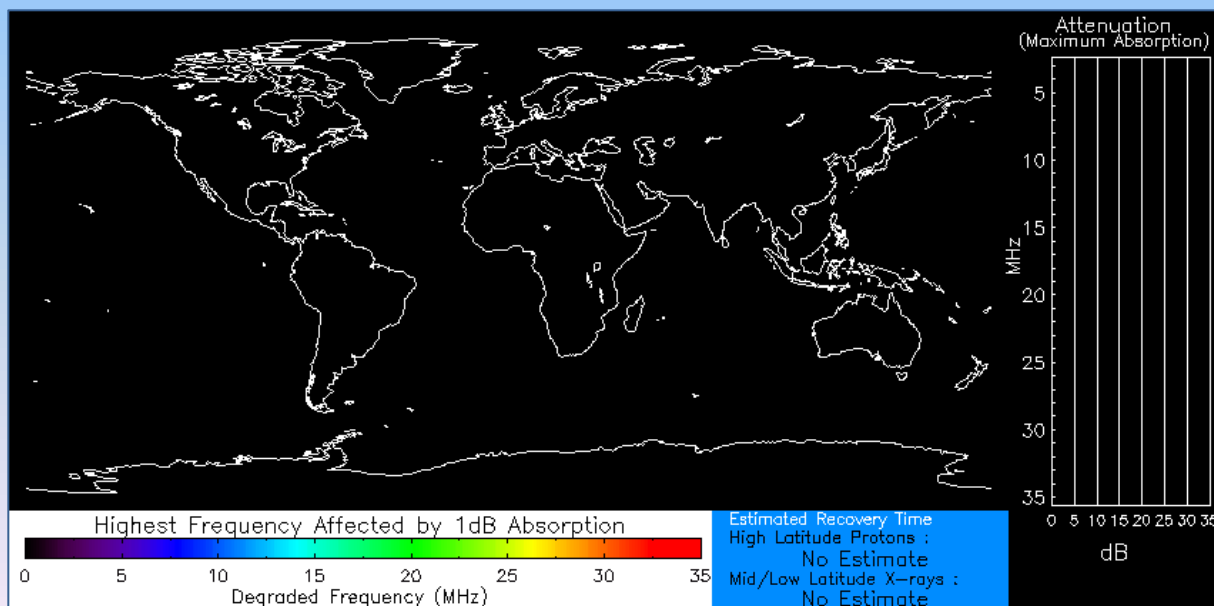 Attenuation
(Maximum Absorption)
5
10
15
20
25
30
35
MHz
0 5 10 15 20 25 30 35
dB
Highest Frequency Affected by 1dB Absorption
0 5 10 15 20 25 30 35
Degraded Frequency (MHz)
Estimated Recovery Time
High Latitude Protons :
No Estimate
Mid/Low Latitude X-rays :
No Estimate